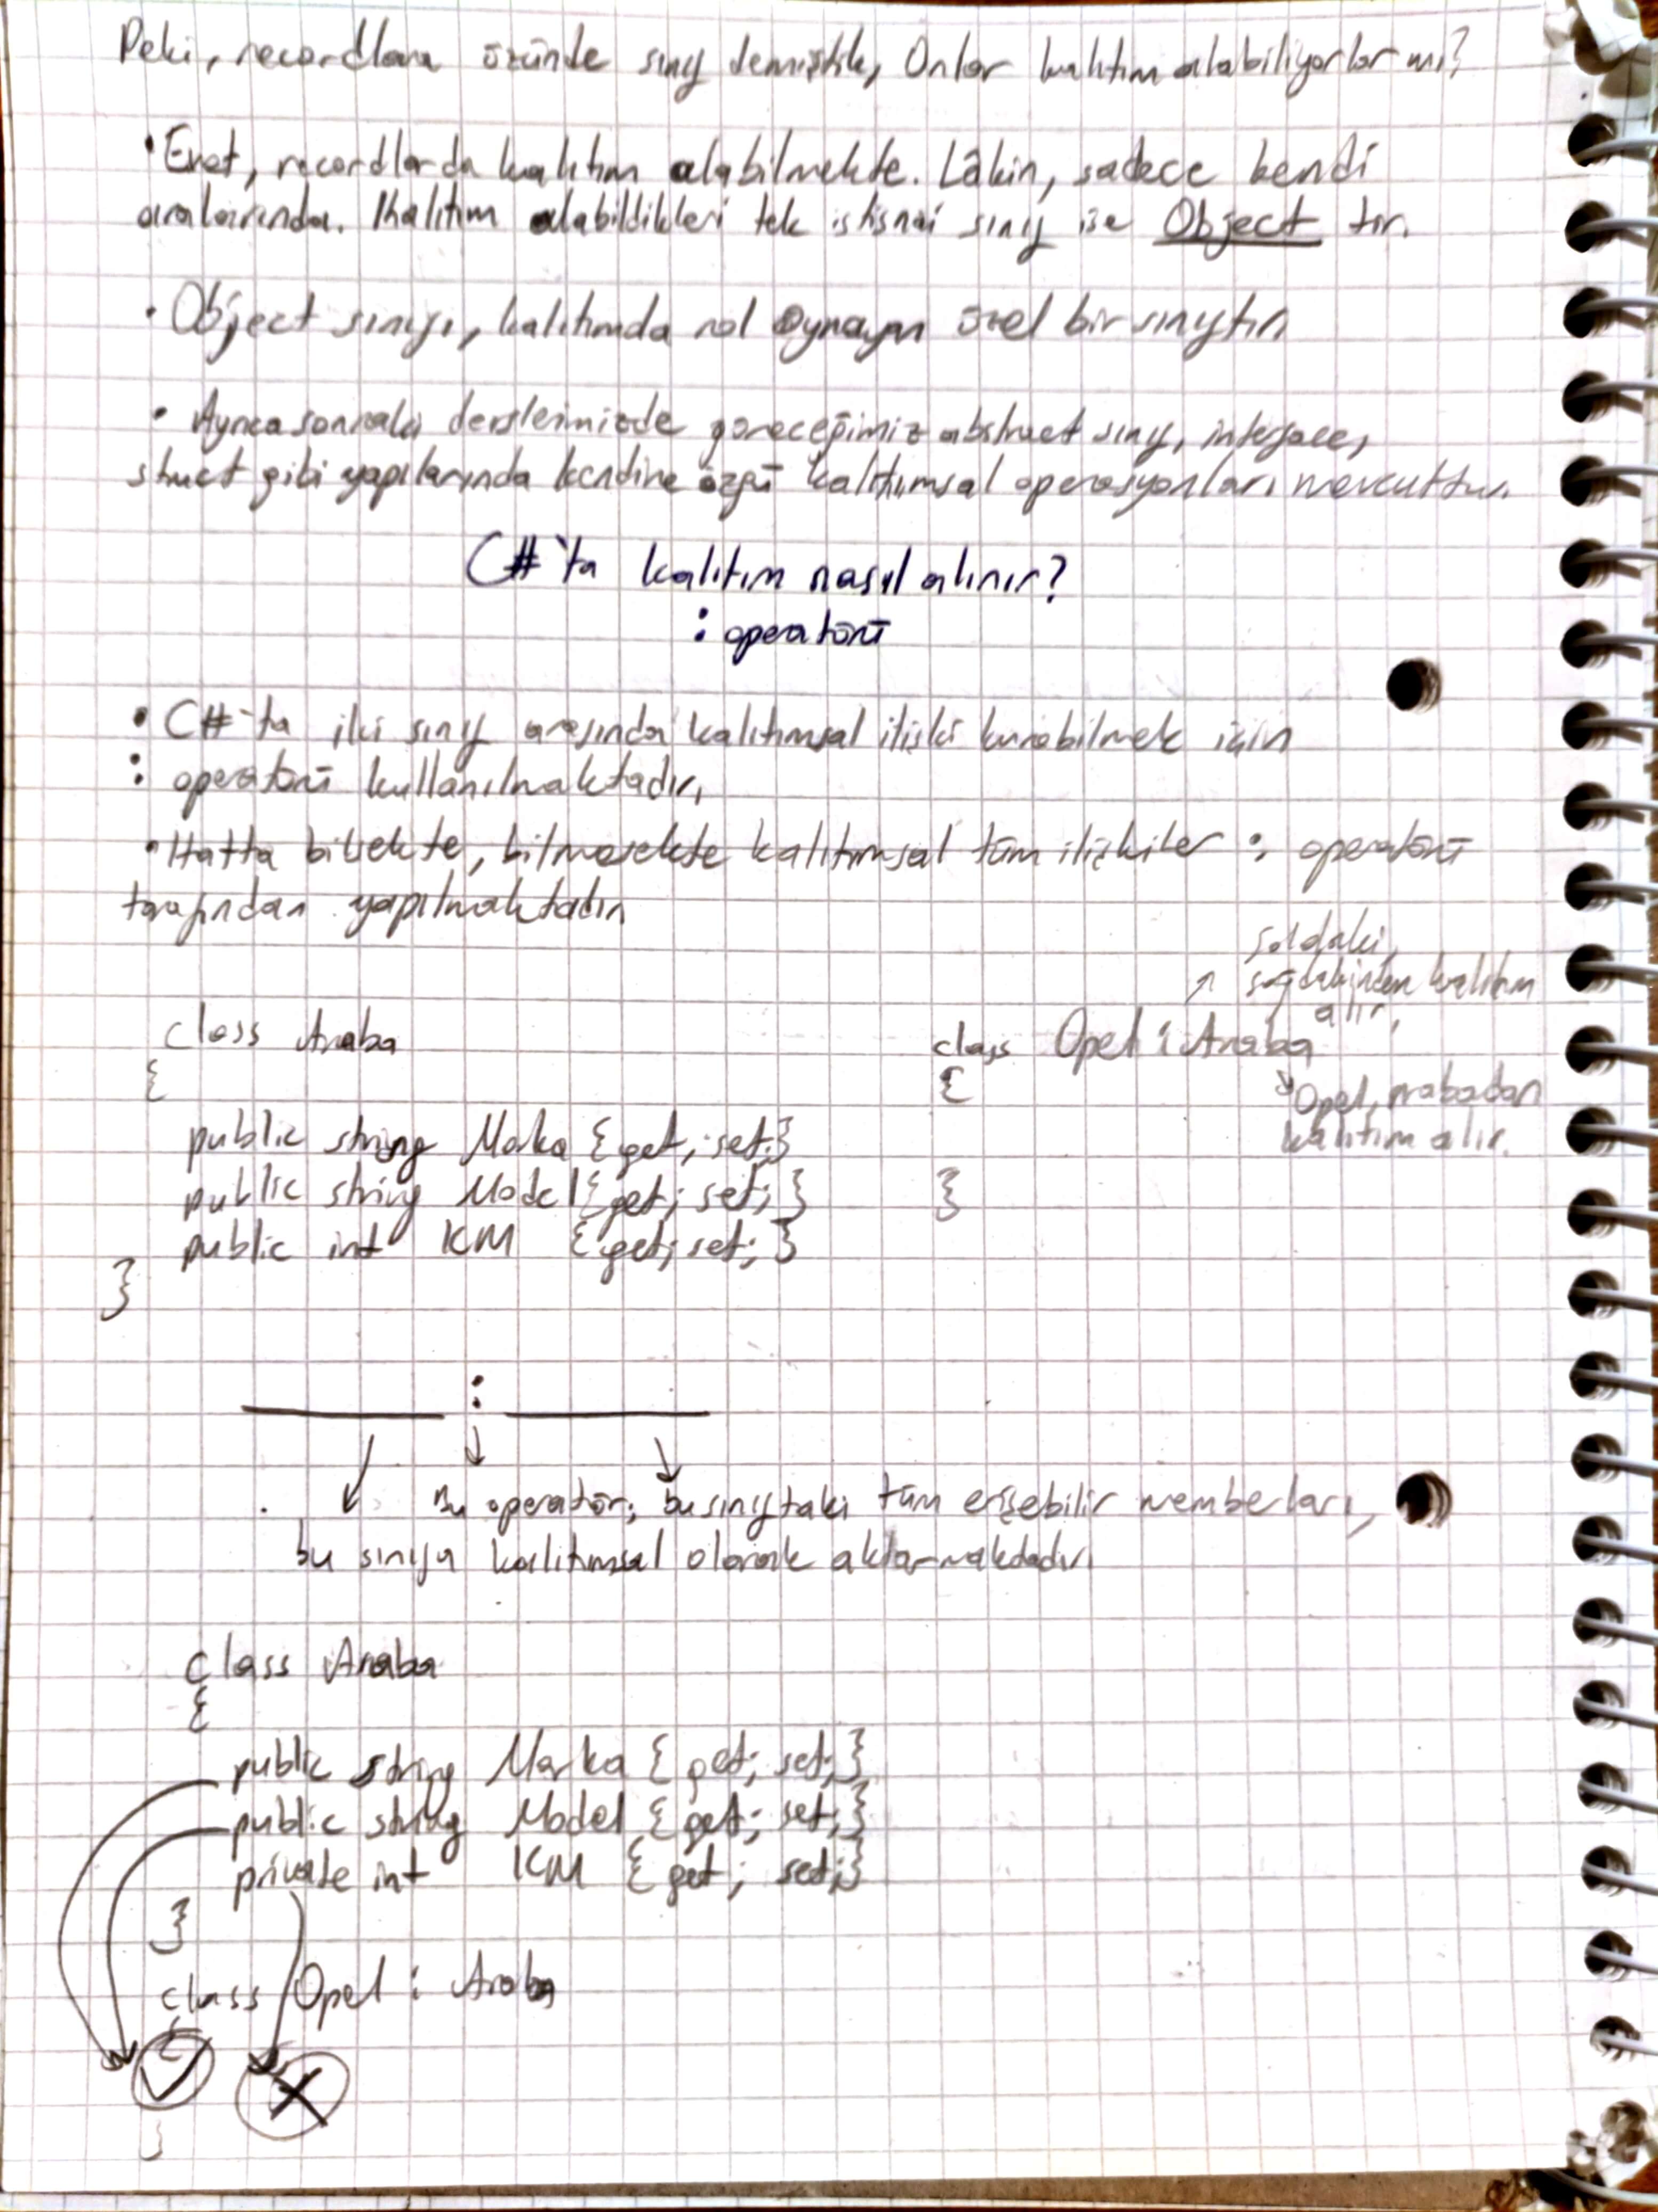 Peki, recordlara özünde sınıf demiştik, Onlar kalıtım alabiliyorlar mı?
• Evet, recordlarda kalıtım alabilmekte. Lâkin, sadece kendi
aralarında. Kalıtım alabildikleri tek istisnai sınıf ise Object tir.
• Object sınıfı, kalıtımda rol oynayan özel bir sınıftır.
• Ayrıca sonraki derslerimizde göreceğimiz abstract sınıf, interface,
struct gibi yapılarında kendine özgü kalıtımsal operasyonları mevcuttur.
C#'ta kalıtım nasıl alınır?
: operatörü
• C#'ta iki sınıf arasında kalıtımsal ilişki kurabilmek için
: operatörü kullanılmaktadır.
• Hatta bilsekte, bilmesekte kalıtımsal tüm ilişkiler : operatörü
tarafından yapılmaktadır.
soldaki,
↗ sağdakinden kalıtım
alır.
class Araba
{
public string Marka {get; set;}
public string Model {get; set; }
public int KM {get; set; }
}
class Opel : Araba
{
Opel, arabadan
kalıtım alır.
}
:
Bu operatör; bu sınıftaki tüm erişebilir memberları,
bu sınıfa kalıtımsal olarak aktarmaktadır.
class Araba
{
public string Marka { get; set;}
public string Model { get; set;}
private int KM { get; set;}
}
class Opel : Araba
{
}